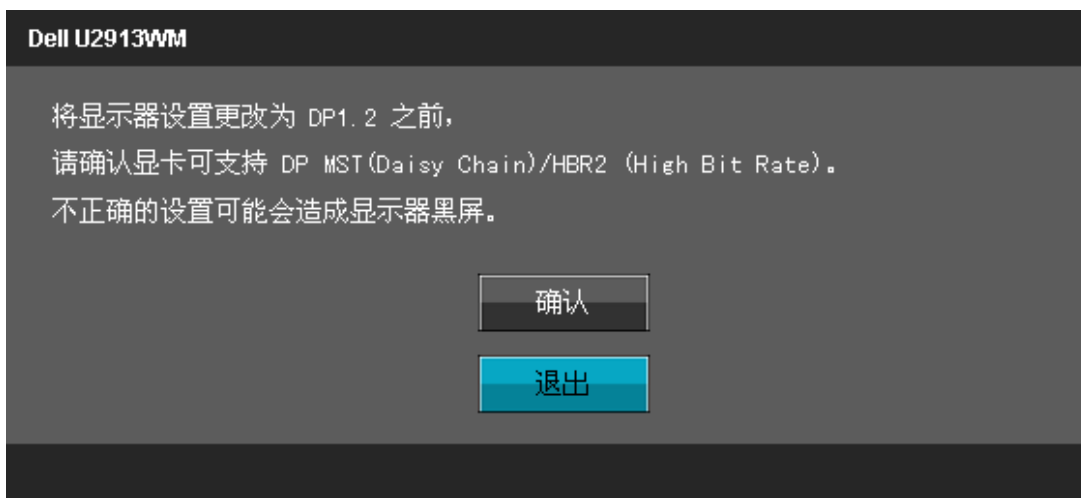 Dell U2913WM
将显示器设置更改为 DP1.2 之前,
请确认显卡可支持 DP MST(Daisy Chain)/HBR2 (High Bit Rate)。
不正确的设置可能会造成显示器黑屏。
确认
退出